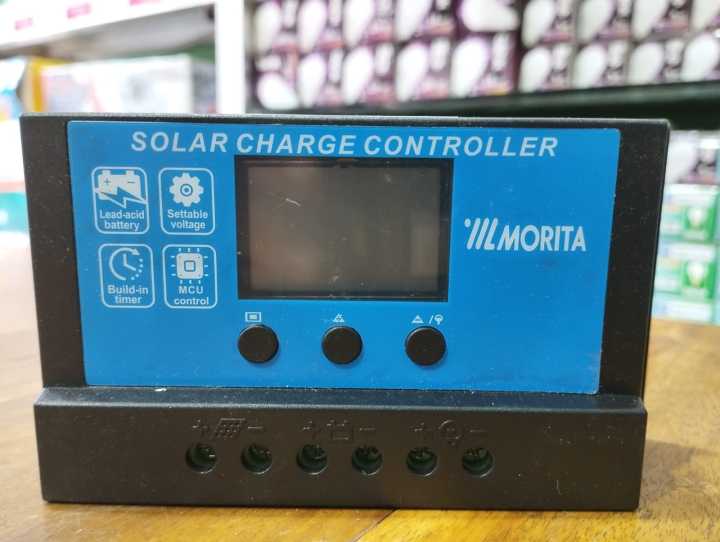 SOLAR CHARGE CONTROLLER
Lead-acid
battery
Settable
voltage
Build-in
timer
MCU
control
MORITA